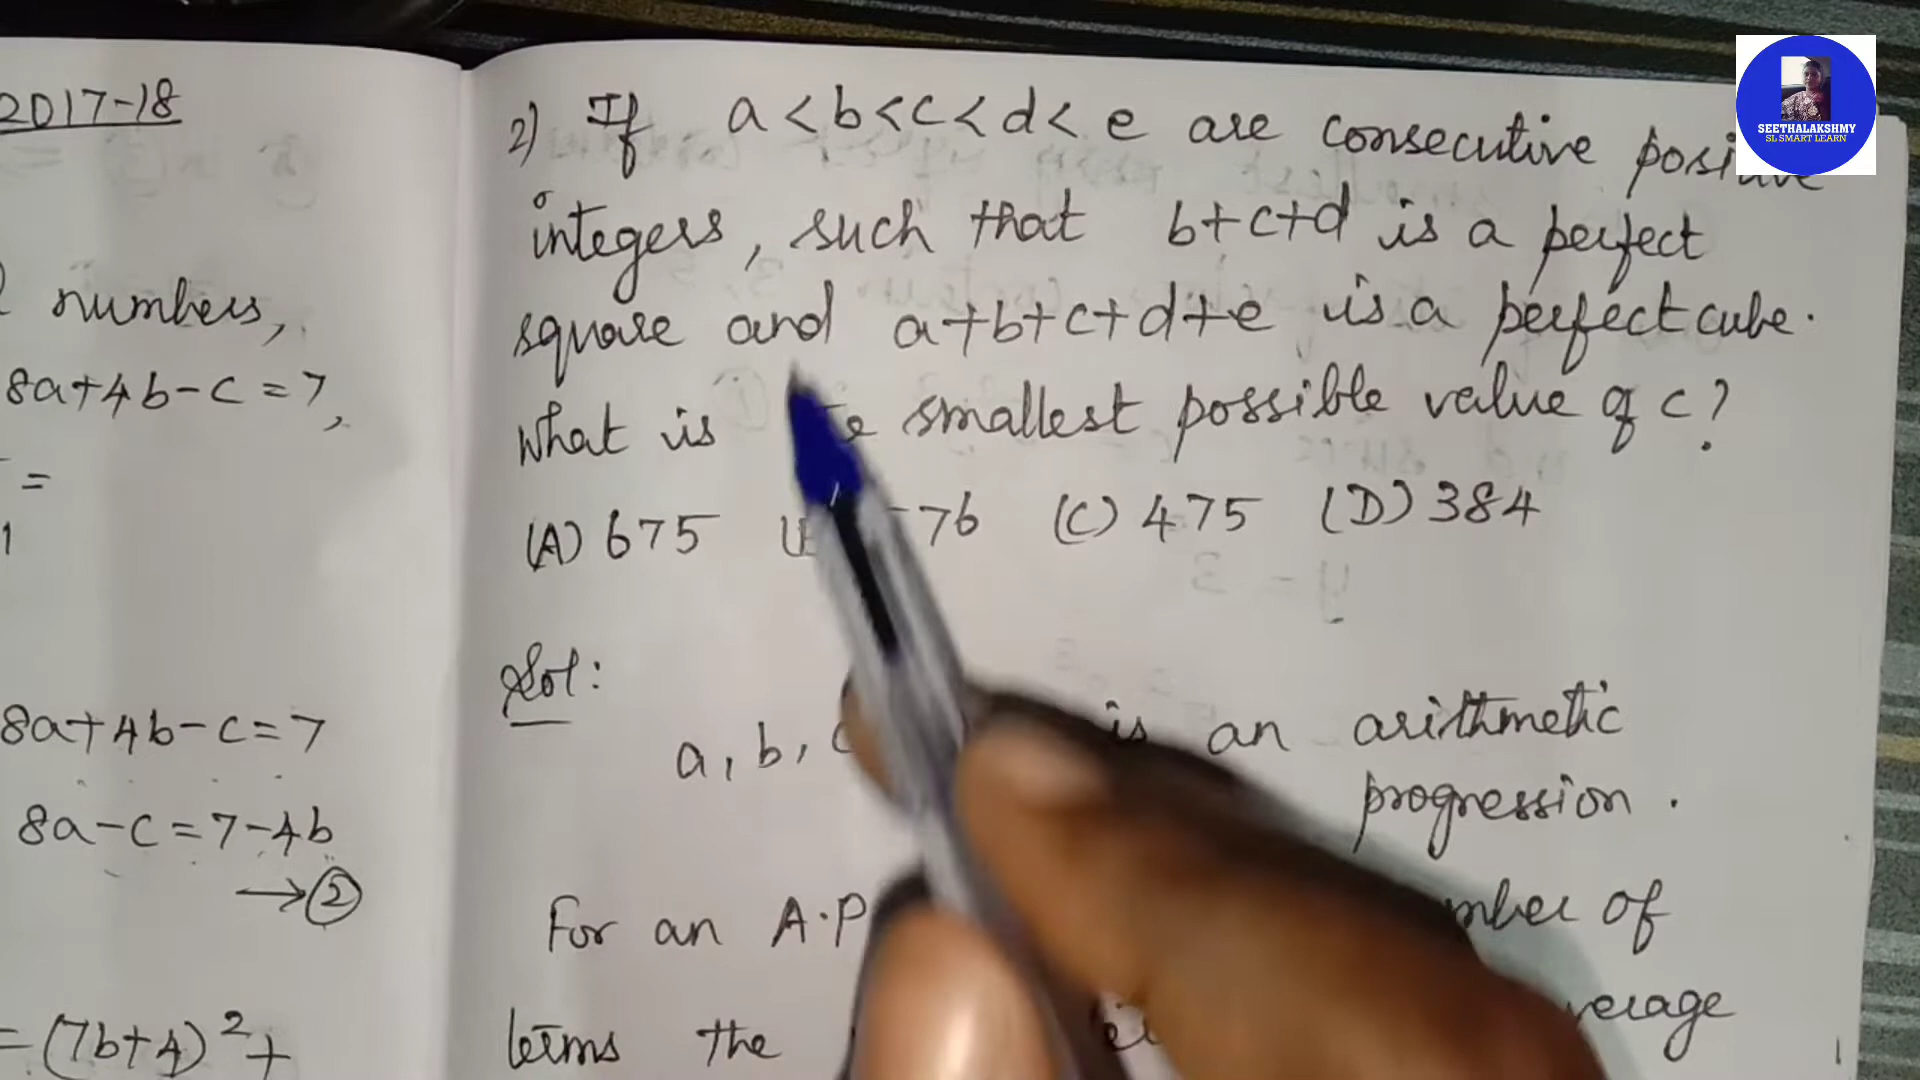 2017-18
numbers,
8a+4b-c=7,
=
1
8a+4b-c=7
8a-c=7-4b
→②
=(7b+4)²+
2) If a<b<c<d<e are consecutive
integers, such that b+c+d is a perfect
square and a+b+c+d+e is a perfect cube.
What is smallest possible value of c?
(A) 675 76 (C) 475 (D) 384
Sol:
a, b, is an arithmetic
progression.
For an A.P of
terms the
SEETHALAKSHMY
SL SMART LEARN